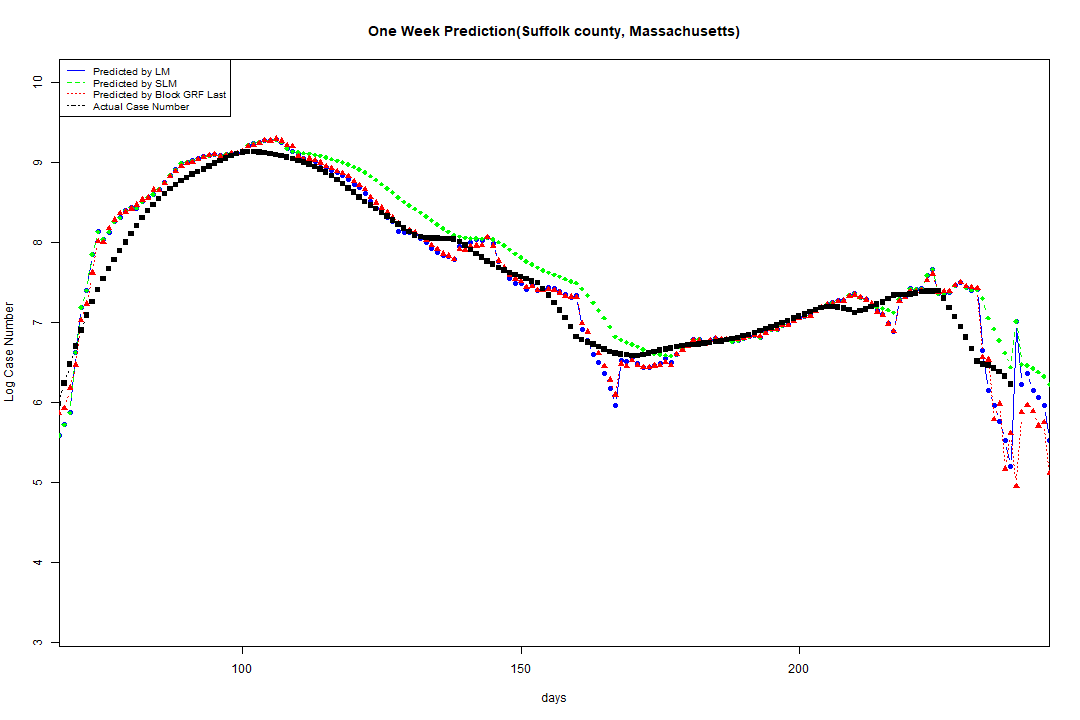 One Week Prediction(Suffolk county, Massachusetts)
Predicted by LM
Predicted by SLM
Predicted by Block GRF Last
Actual Case Number
10
9
8
7
6
5
4
3
Log Case Number
100 150 200
days